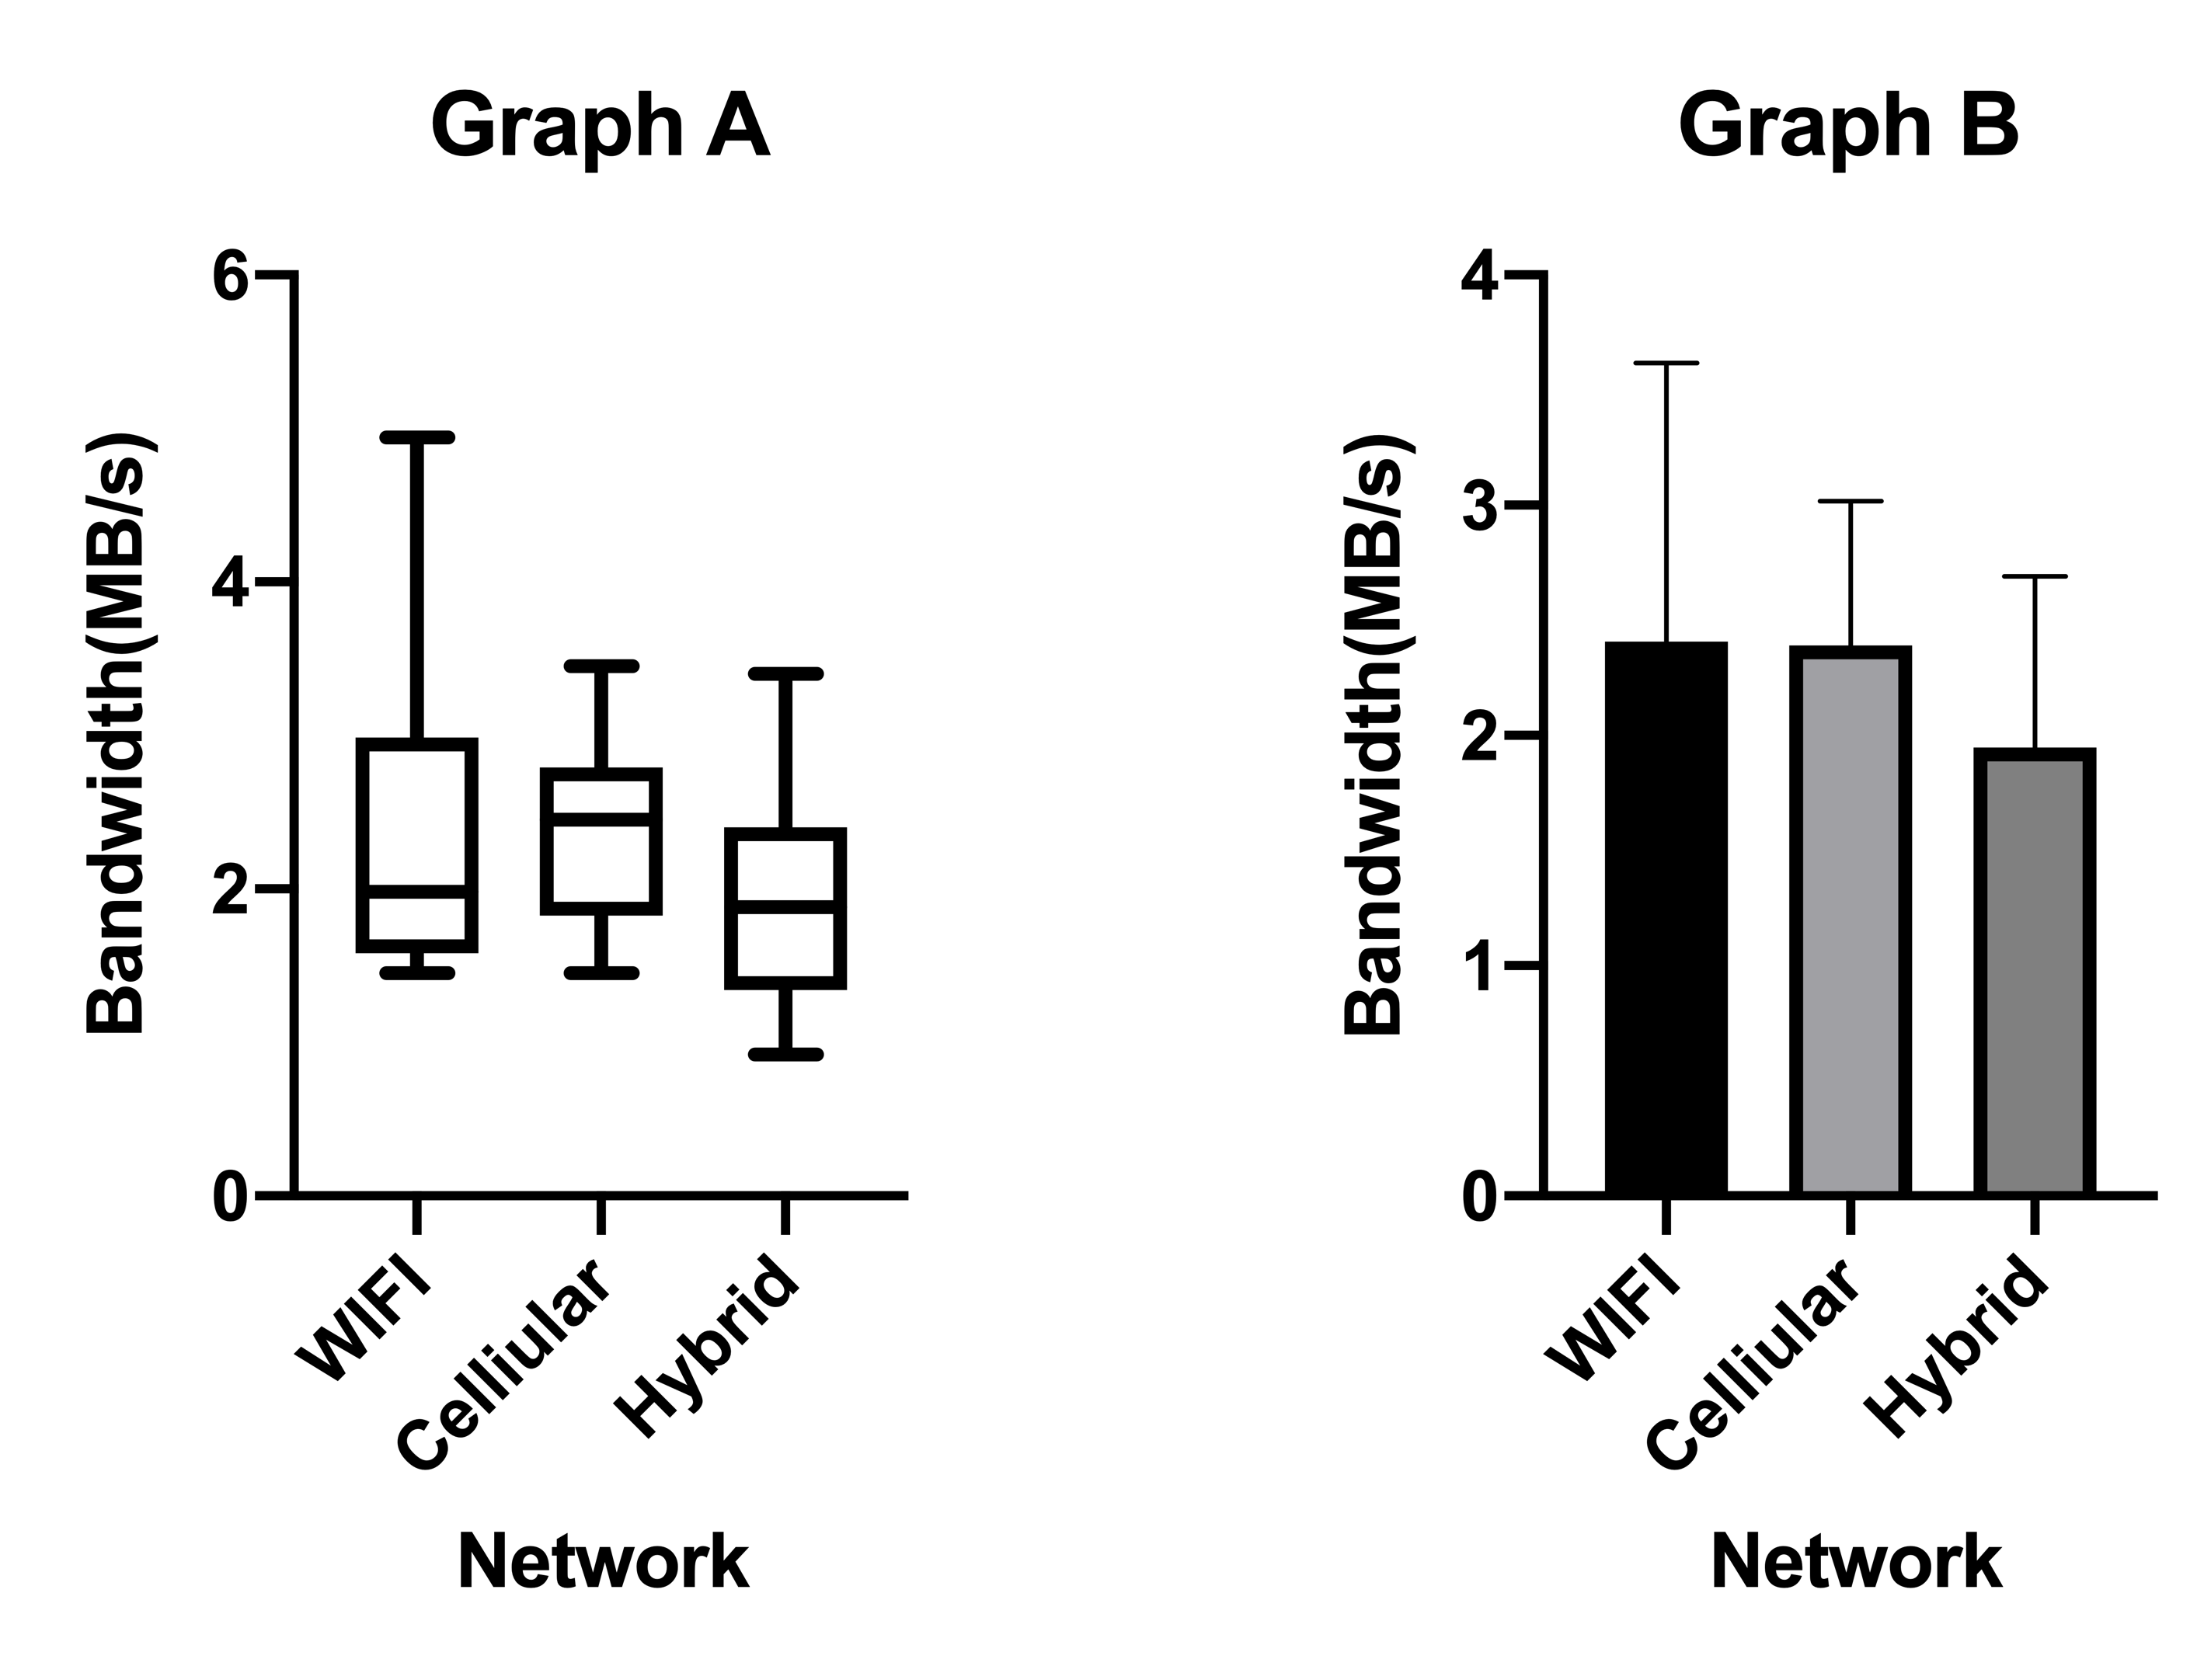 Graph A
Bandwidth(MB/s)
6
4
2
0
WIFI
Celliular
Hybrid
Network
Graph B
Bandwidth(MB/s)
4
3
2
1
0
WIFI
Celliular
Hybrid
Network